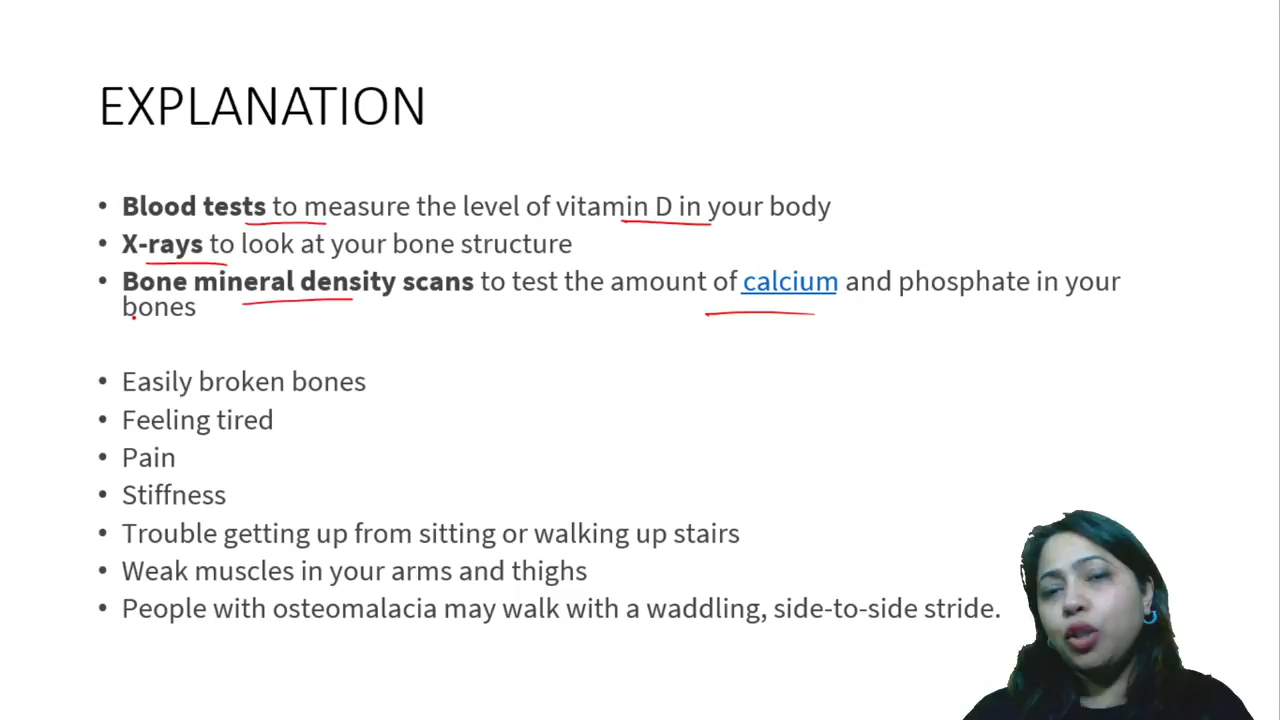 EXPLANATION
• Blood tests to measure the level of vitamin D in your body
• X-rays to look at your bone structure
• Bone mineral density scans to test the amount of calcium and phosphate in your
bones
• Easily broken bones
• Feeling tired
• Pain
• Stiffness
• Trouble getting up from sitting or walking up stairs
• Weak muscles in your arms and thighs
• People with osteomalacia may walk with a waddling, side-to-side stride.